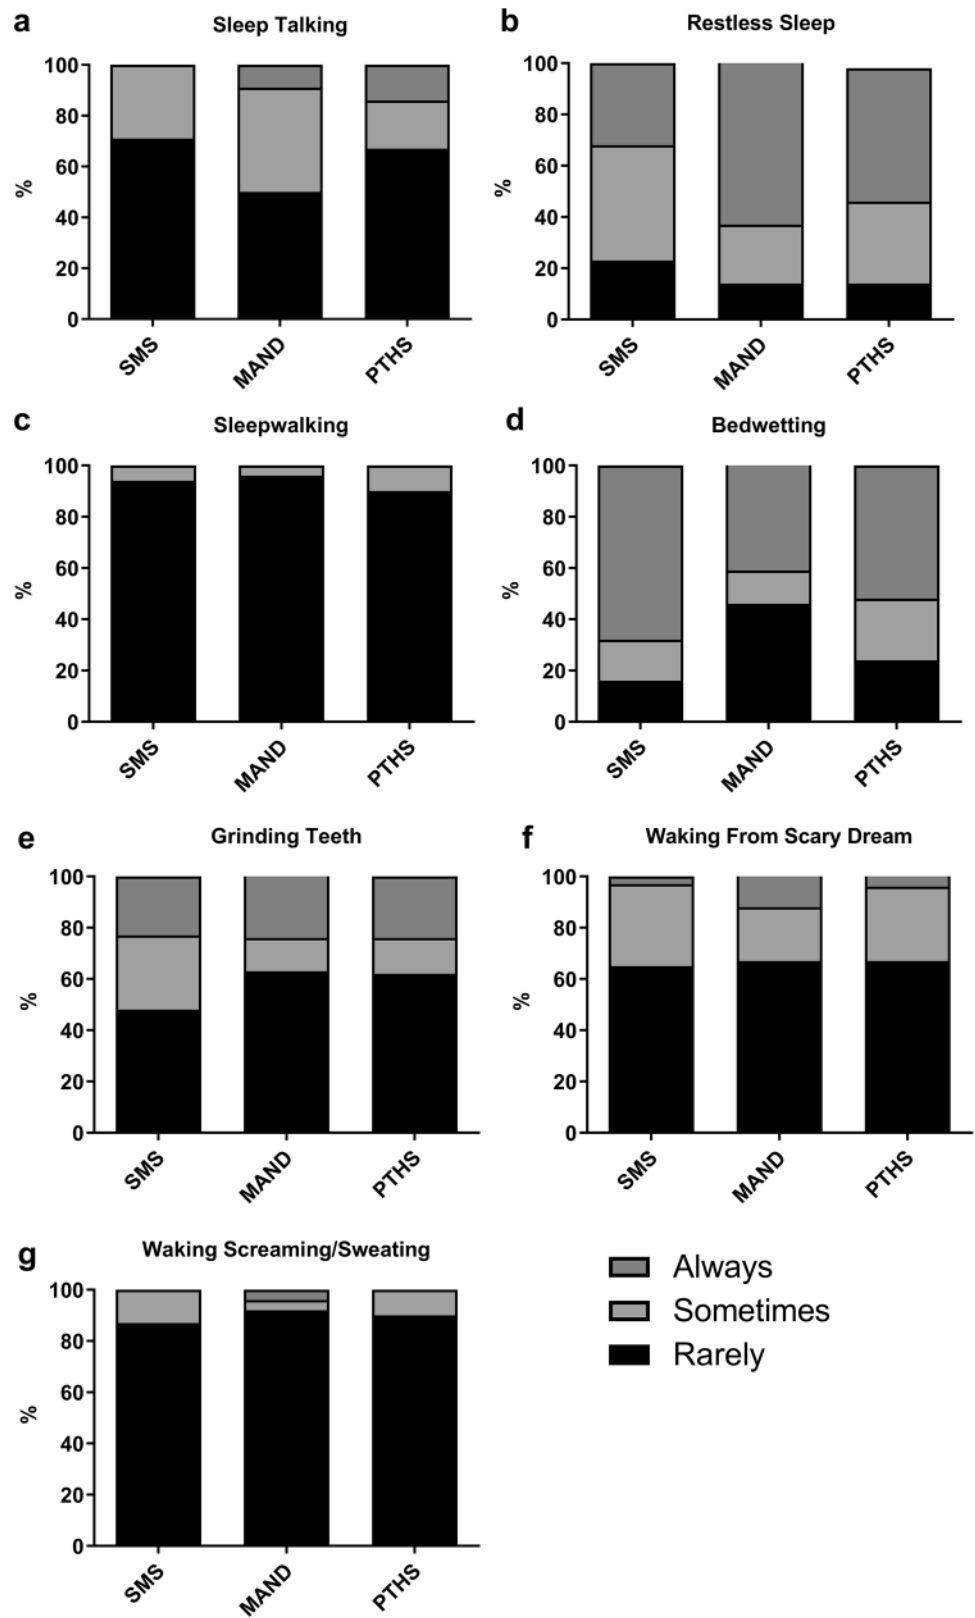 a
Sleep Talking
100
80
60
40
20
0
%
SMS
MAND
PTHS
b
Restless Sleep
100
80
60
40
20
0
%
SMS
MAND
PTHS
c
Sleepwalking
100
80
60
40
20
0
%
SMS
MAND
PTHS
d
Bedwetting
100
80
60
40
20
0
%
SMS
MAND
PTHS
e
Grinding Teeth
100
80
60
40
20
0
%
SMS
MAND
PTHS
f
Waking From Scary Dream
100
80
60
40
20
0
%
SMS
MAND
PTHS
g
Waking Screaming/Sweating
100
80
60
40
20
0
%
SMS
MAND
PTHS
Always
Sometimes
Rarely